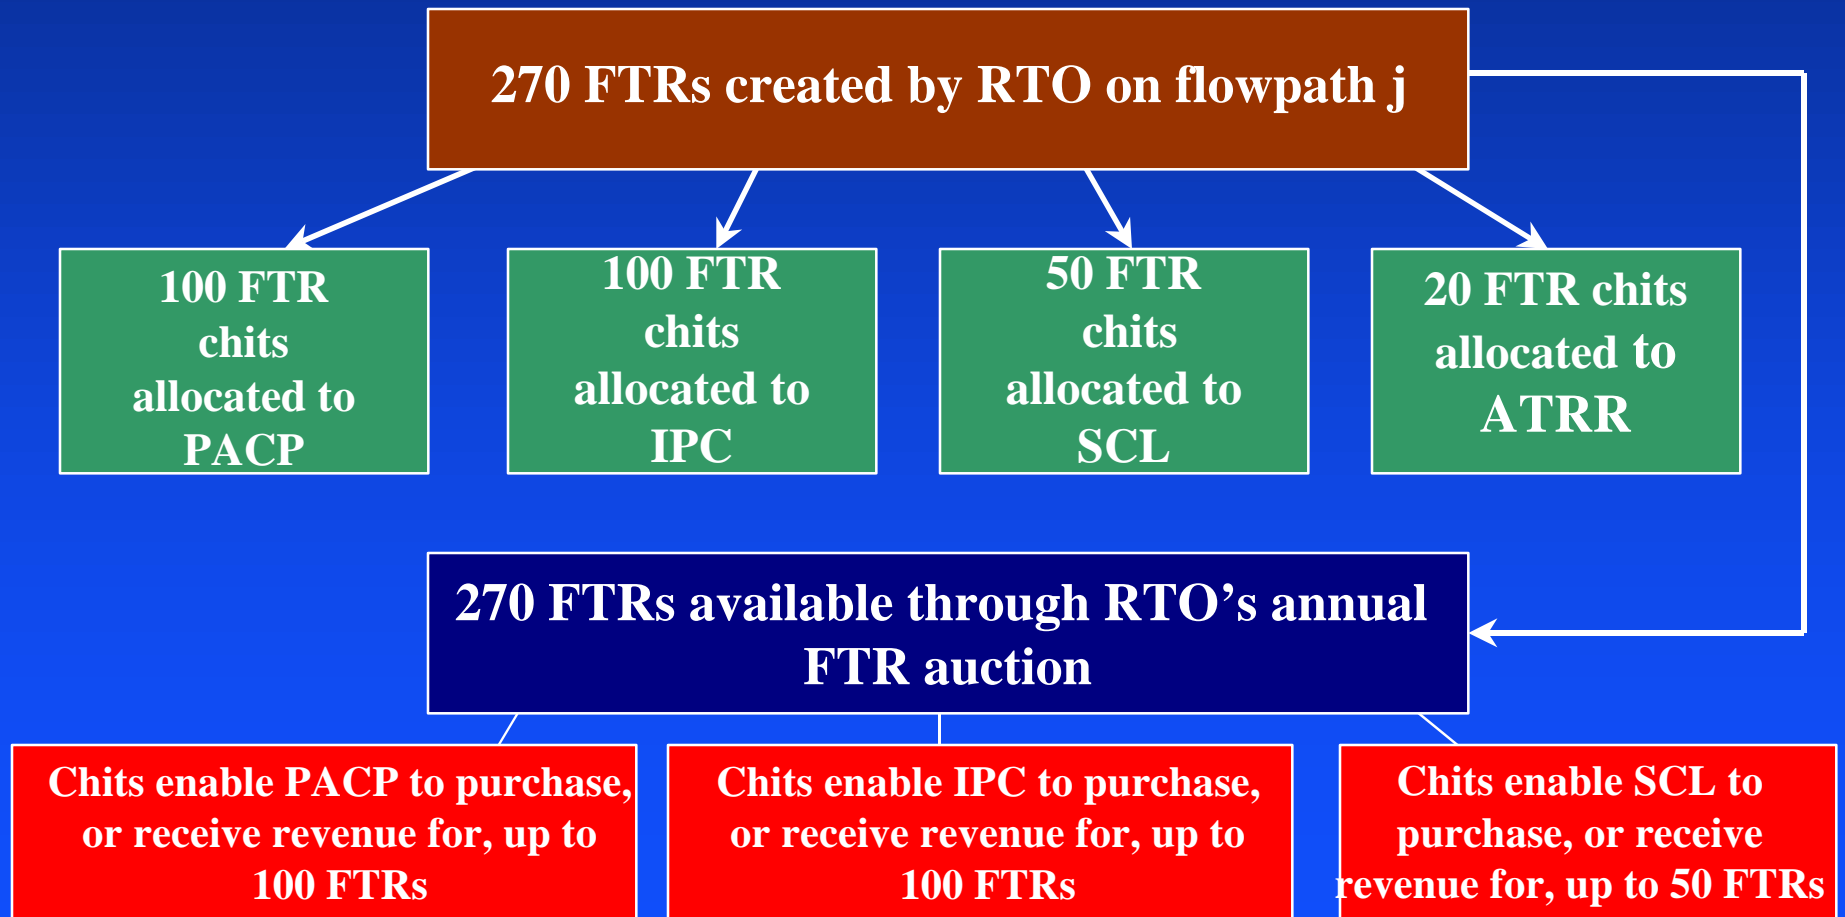 270 FTRs created by RTO on flowpath j
100 FTR
chits
allocated to
PACP
100 FTR
chits
allocated to
IPC
50 FTR
chits
allocated to
SCL
20 FTR chits
allocated to
ATRR
270 FTRs available through RTO’s annual
FTR auction
Chits enable PACP to purchase,
or receive revenue for, up to
100 FTRs
Chits enable IPC to purchase,
or receive revenue for, up to
100 FTRs
Chits enable SCL to
purchase, or receive
revenue for, up to 50 FTRs